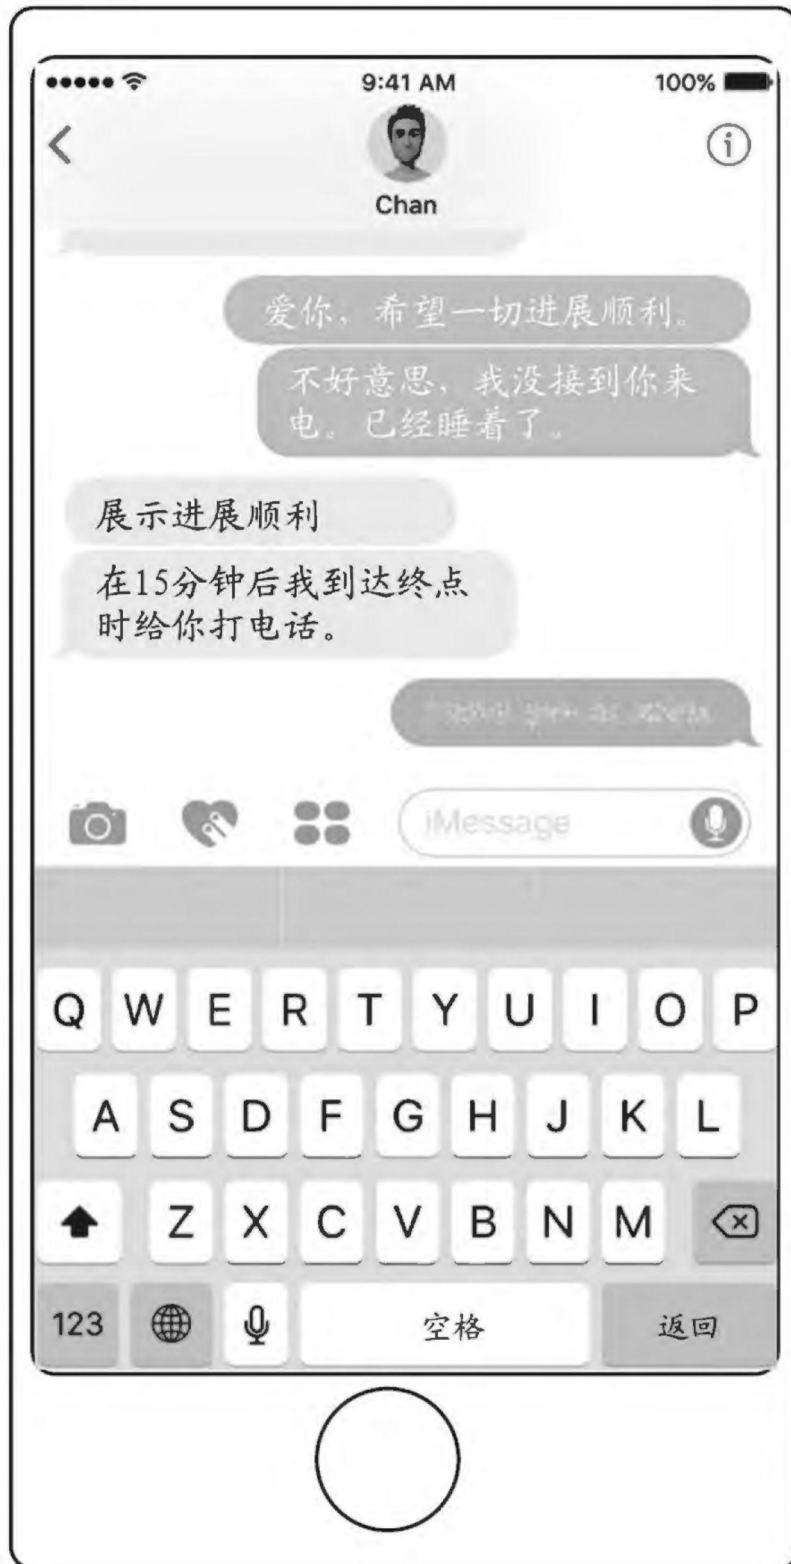 9:41 AM
100%
Chan
爱你，希望一切进展顺利。
不好意思，我没接到你来
电。已经睡着了。
展示进展顺利
在15分钟后我到达终点
时给你打电话。
iMessage
Q W E R T Y U I O P
A S D F G H J K L
Z X C V B N M
123
空格
返回